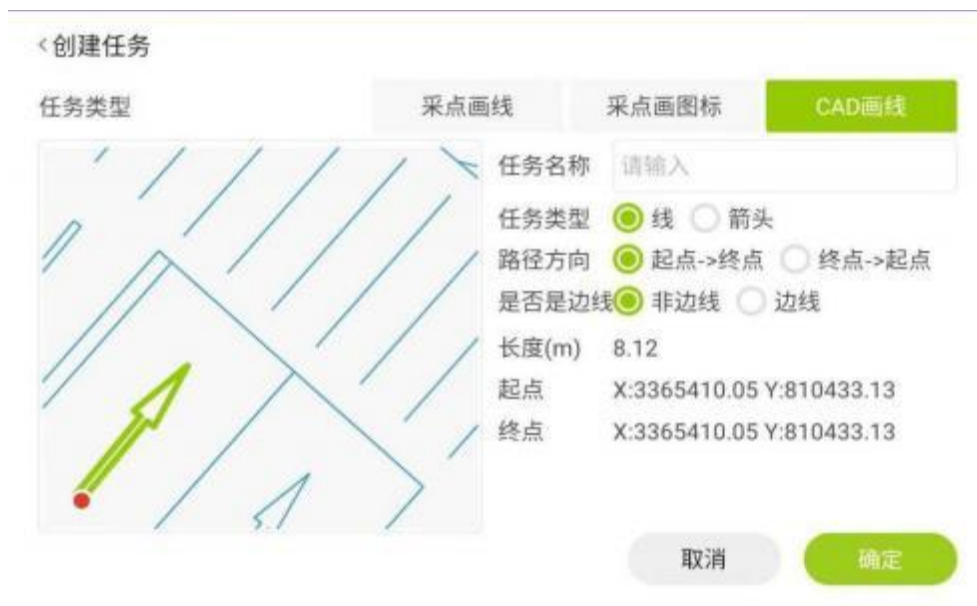 <创建任务
任务类型 采点画线 采点画图标 CAD画线
任务名称 请输入
任务类型 线 箭头
路径方向 起点->终点 终点->起点
是否是边线 非边线 边线
长度(m) 8.12
起点 X:3365410.05 Y:810433.13
终点 X:3365410.05 Y:810433.13
取消 确定